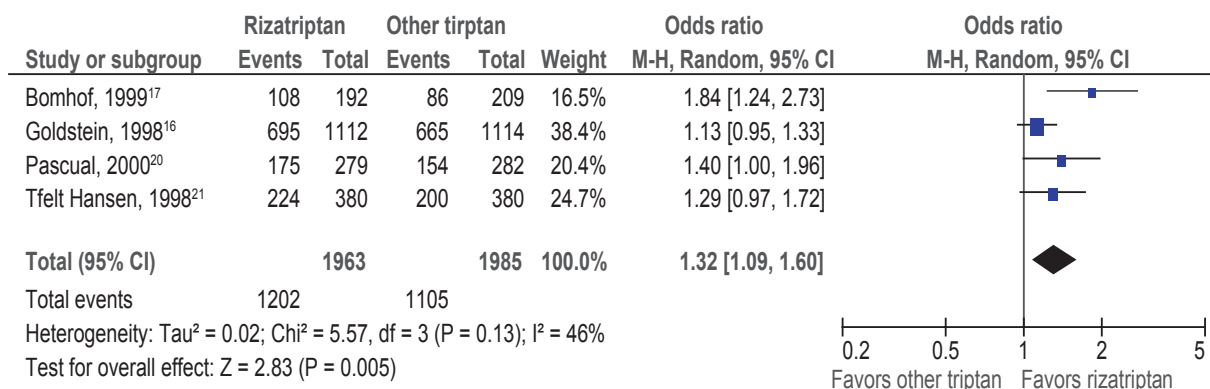 Rizatriptan Other tirptan Odds ratio Odds ratio
Study or subgroup Events Total Events Total Weight M-H, Random, 95% CI M-H, Random, 95% CI
Bomhof, 1999¹⁷ 108 192 86 209 16.5% 1.84 [1.24, 2.73]
Goldstein, 1998¹⁶ 695 1112 665 1114 38.4% 1.13 [0.95, 1.33]
Pascual, 2000²⁰ 175 279 154 282 20.4% 1.40 [1.00, 1.96]
Tfelt Hansen, 1998²¹ 224 380 200 380 24.7% 1.29 [0.97, 1.72]
Total (95% CI) 1963 1985 100.0% 1.32 [1.09, 1.60]
Total events 1202 1105
Heterogeneity: Tau² = 0.02; Chi² = 5.57, df = 3 (P = 0.13); I² = 46%
Test for overall effect: Z = 2.83 (P = 0.005)
0.2 0.5 1 2 5
Favors other triptan Favors rizatriptan